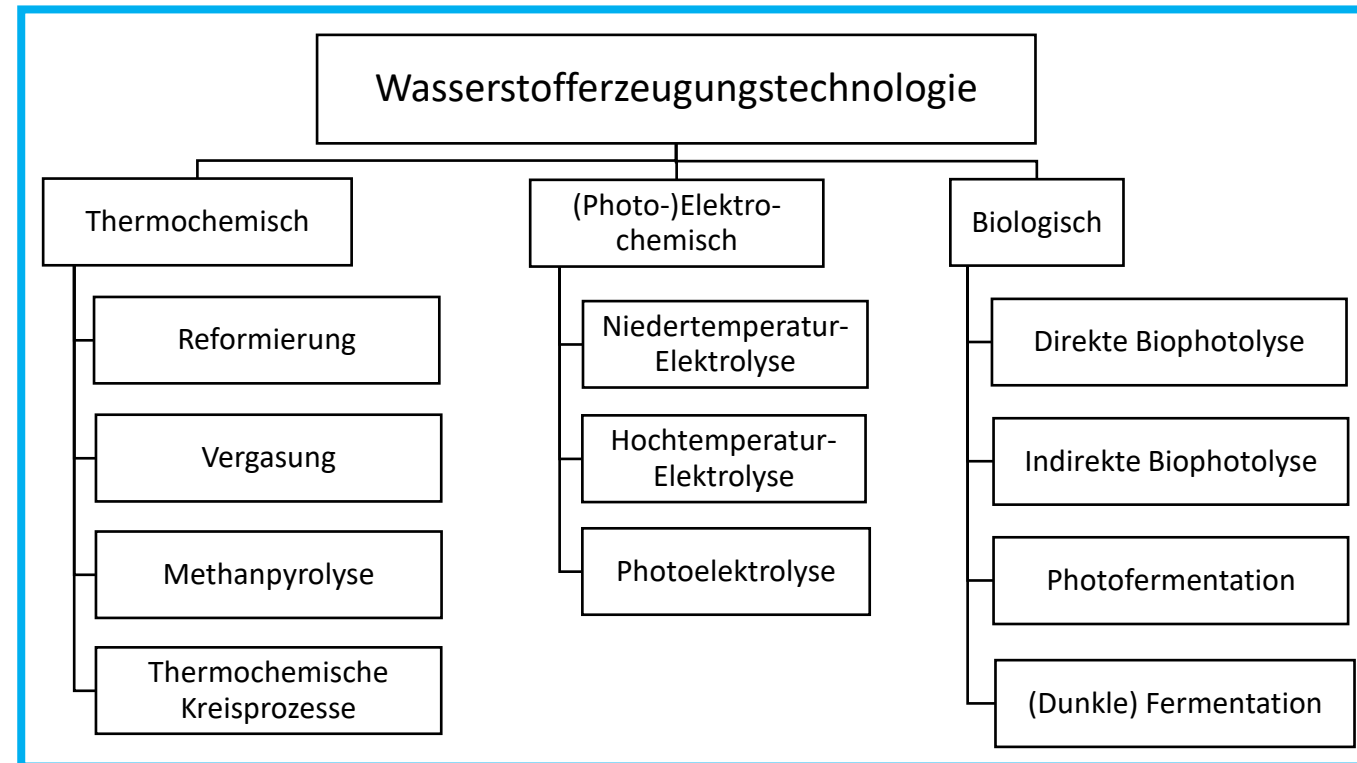 Wasserstofferzeugungstechnologie
Thermochemisch
Reformierung
Vergasung
Methanpyrolyse
Thermochemische
Kreisprozesse
(Photo-)Elektro-
chemisch
Niedertemperatur-
Elektrolyse
Hochtemperatur-
Elektrolyse
Photoelektrolyse
Biologisch
Direkte Biophotolyse
Indirekte Biophotolyse
Photofermentation
(Dunkle) Fermentation